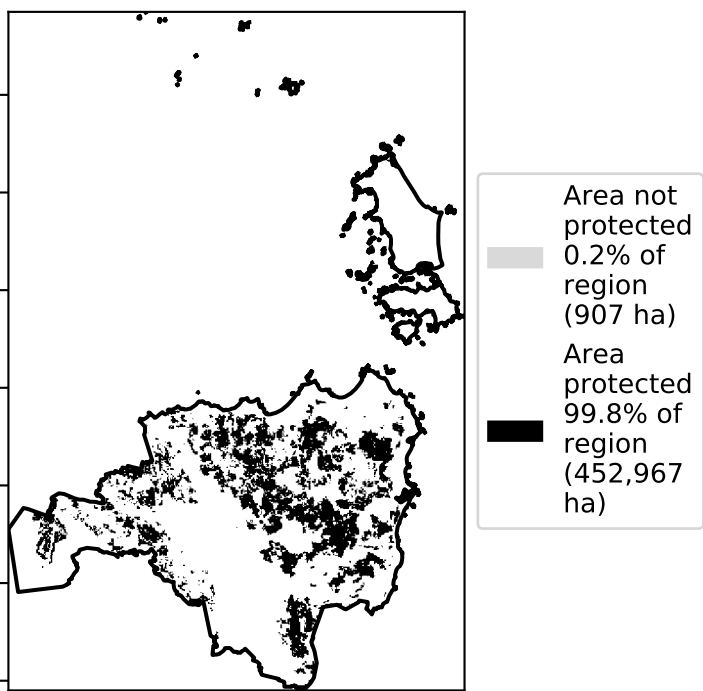 Area not
protected
0.2% of
region
(907 ha)
Area
protected
99.8% of
region
(452,967
ha)